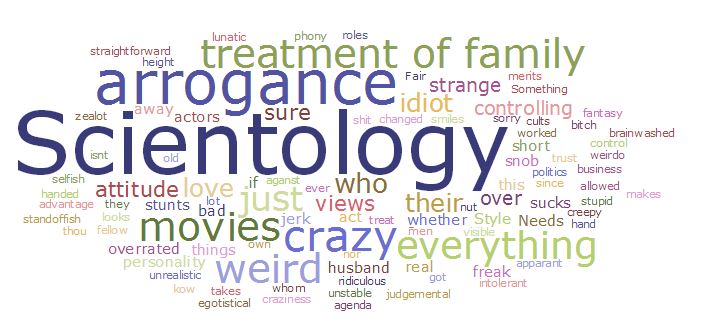 lunatic phony roles
straightforward treatment of family
height Fair merits
arrogance strange Something
zealot away actors sure idiot controlling fantasy
shit changed smiles sorry cults bitch
Scientology worked brainwashed
isnt old short control
snob trust weirdo
selfish politics business
handed attitude love if aganst ever who this since allowed
advantage they stunts lot just views their nut over sucks stupid makes
standoffish looks bad act whether Style Needs creepy hand
thou fellow movies jerk treat men visible
overrated things own crazy nor everything apparant
personality weird husband real freak
unrealistic ridiculous got intolerant
kow takes whom unstable judgemental
egotistical craziness agenda